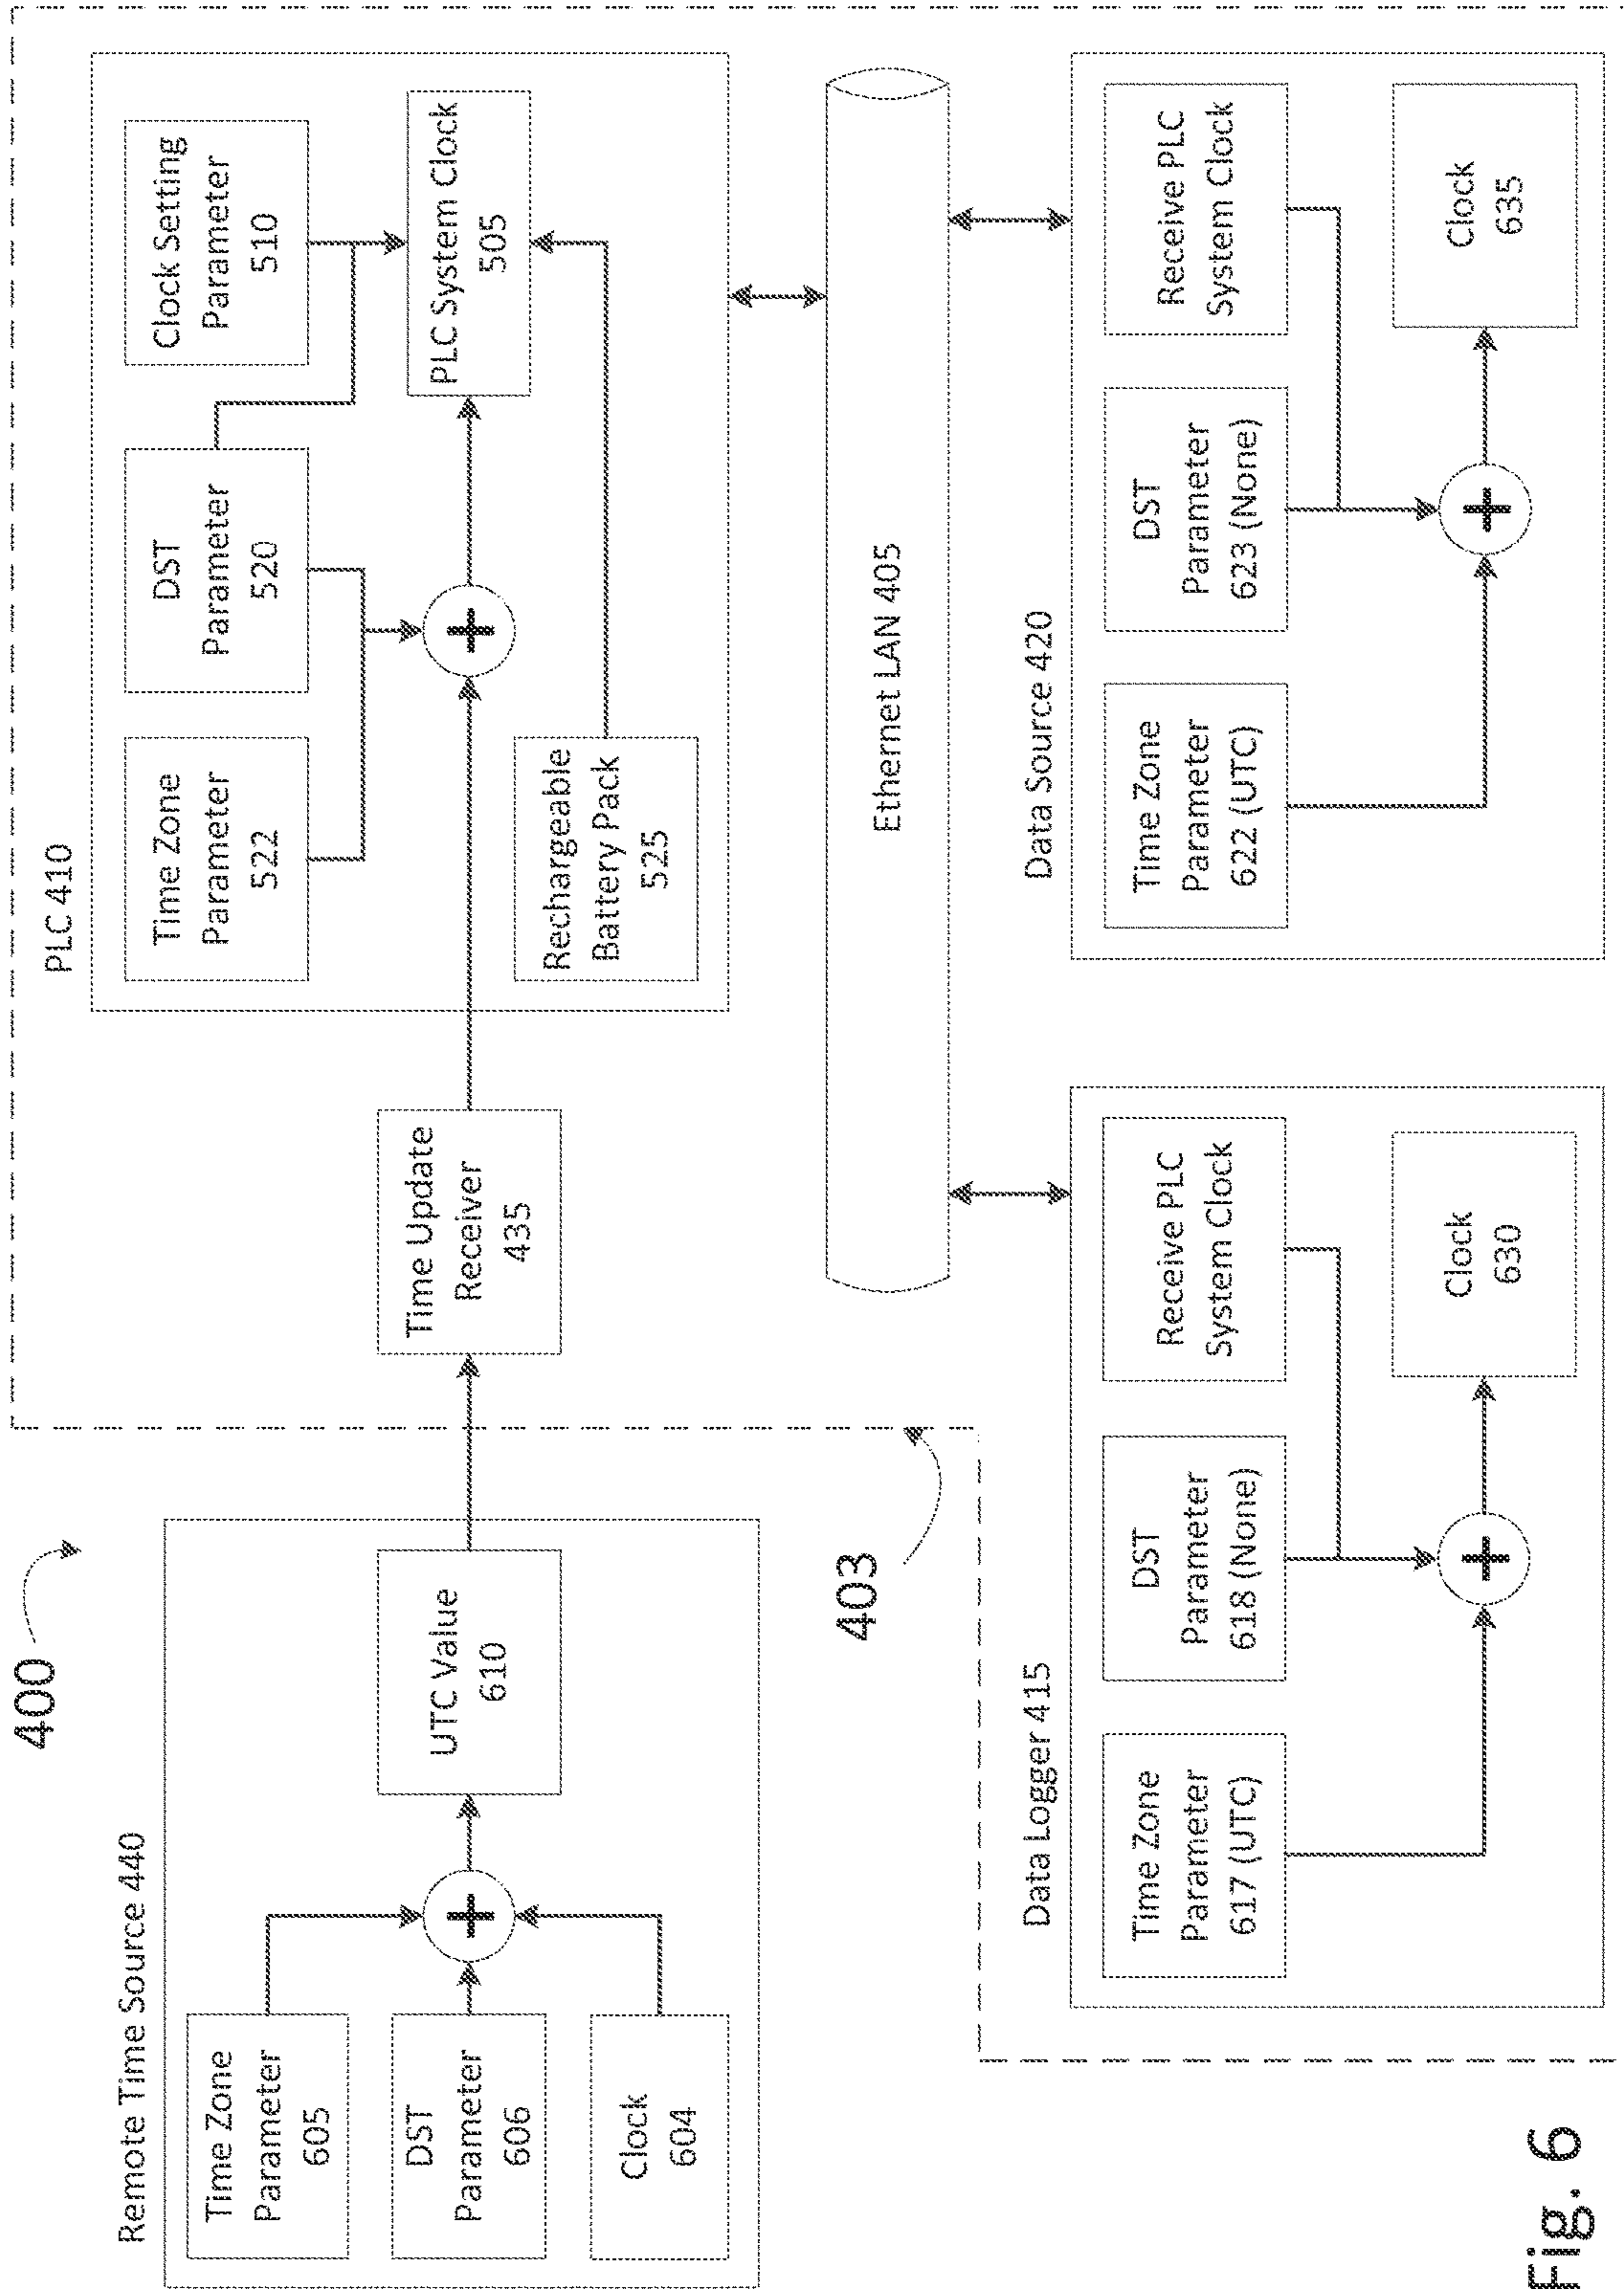 400
Remote Time Source 440
Time Zone
Parameter
605
DST
Parameter
606
Clock
604
UTC Value
610
403
Time Update
Receiver
435
PLC 410
Time Zone
Parameter
522
DST
Parameter
520
Clock Setting
Parameter
510
PLC System Clock
505
Rechargeable
Battery Pack
525
Ethernet LAN 405
Data Logger 415
Time Zone
Parameter
617 (UTC)
DST
Parameter
618 (None)
Receive PLC
System Clock
Clock
630
Data Source 420
Time Zone
Parameter
622 (UTC)
DST
Parameter
623 (None)
Receive PLC
System Clock
Clock
635
Fig. 6